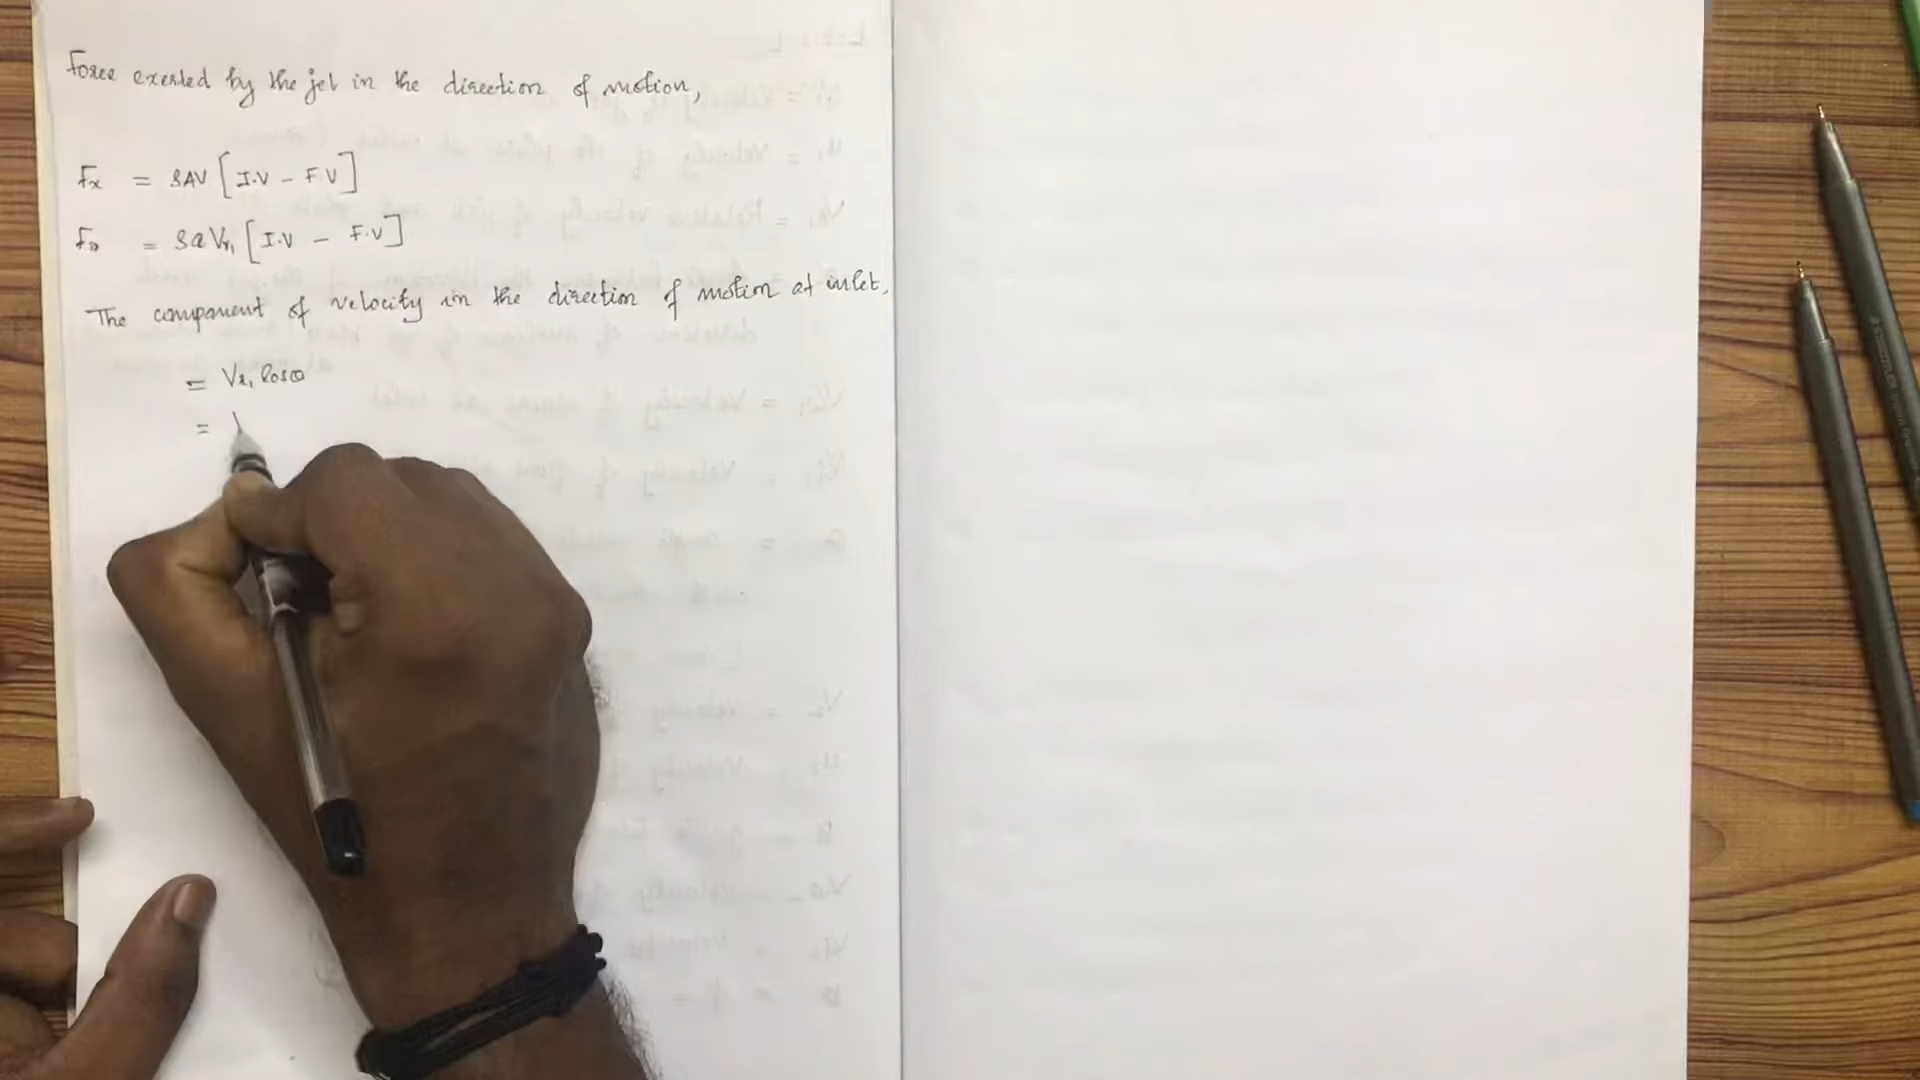 Force exerted by the jet in the direction of motion,
Fx = ρAV [I.V - F V]
= ρaVr1 [I.V - F.V]
The component of velocity in the direction of motion at inlet,
= Vr1 Cosθ
=